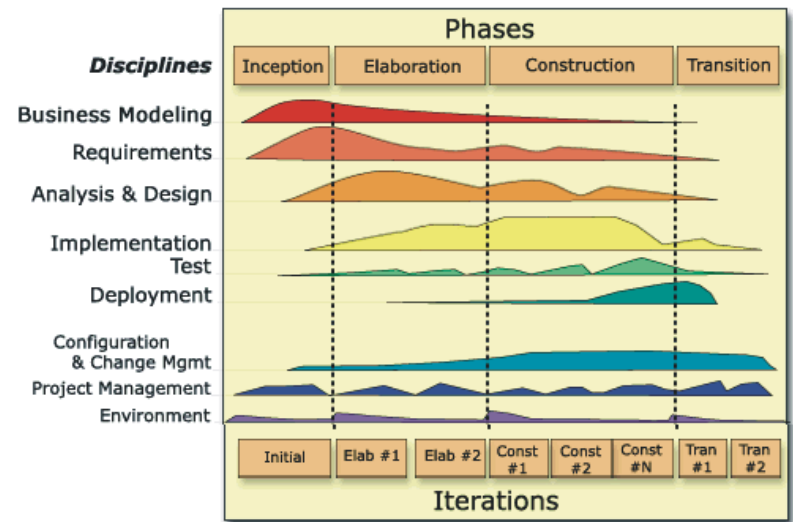 Phases
Disciplines
Inception Elaboration Construction Transition
Business Modeling
Requirements
Analysis & Design
Implementation
Test
Deployment
Configuration
& Change Mgmt
Project Management
Environment
Initial Elab #1 Elab #2 Const #1 Const #2 Const #N Tran #1 Tran #2
Iterations